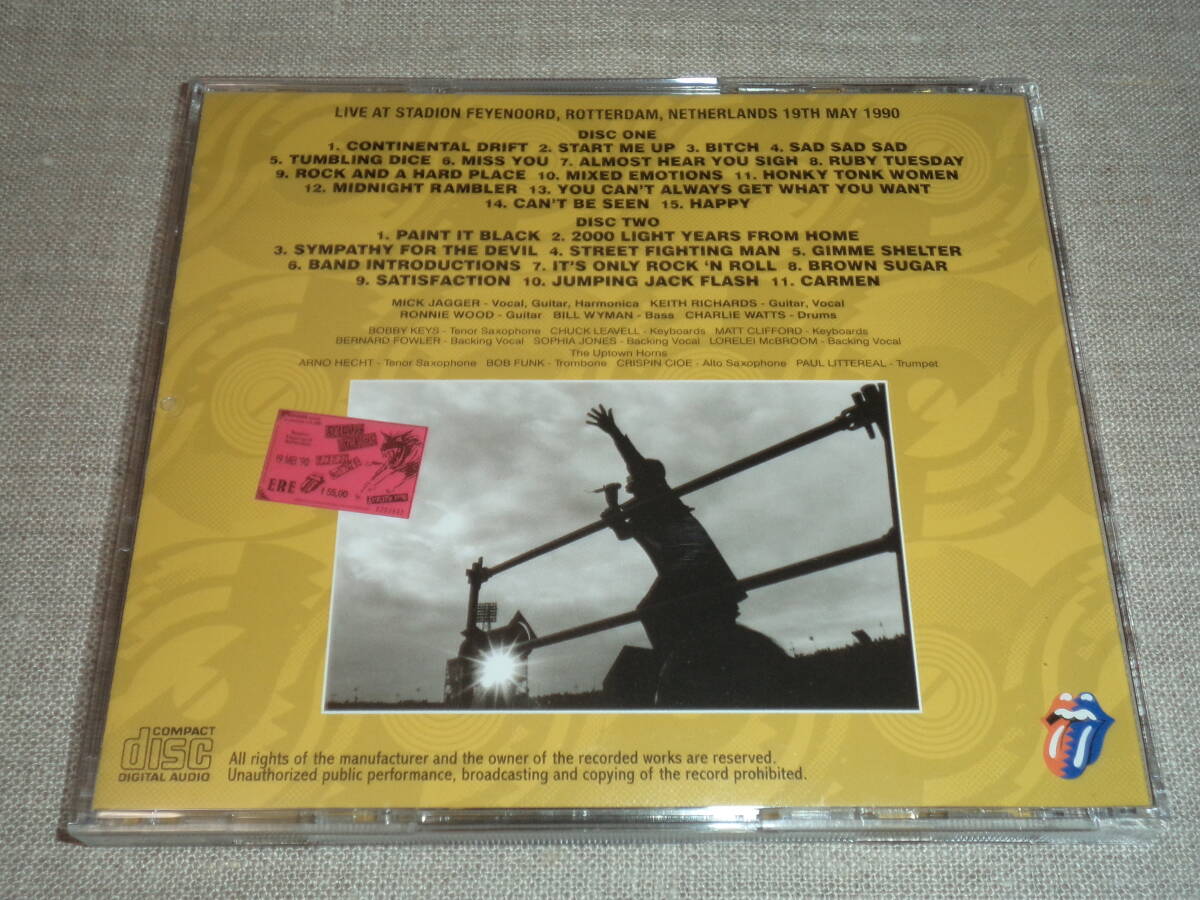 LIVE AT STADION FEYENOORD, ROTTERDAM, NETHERLANDS 19TH MAY 1990
DISC ONE
1. CONTINENTAL DRIFT 2. START ME UP 3. BITCH 4. SAD SAD SAD
5. TUMBLING DICE 6. MISS YOU 7. ALMOST HEAR YOU SIGH 8. RUBY TUESDAY
9. ROCK AND A HARD PLACE 10. MIXED EMOTIONS 11. HONKY TONK WOMEN
12. MIDNIGHT RAMBLER 13. YOU CAN'T ALWAYS GET WHAT YOU WANT
14. CAN'T BE SEEN 15. HAPPY
DISC TWO
1. PAINT IT BLACK 2. 2000 LIGHT YEARS FROM HOME
3. SYMPATHY FOR THE DEVIL 4. STREET FIGHTING MAN 5. GIMME SHELTER
6. BAND INTRODUCTIONS 7. IT'S ONLY ROCK 'N ROLL 8. BROWN SUGAR
9. SATISFACTION 10. JUMPING JACK FLASH 11. CARMEN
MICK JAGGER - Vocal, Guitar, Harmonica KEITH RICHARDS - Guitar, Vocal
RONNIE WOOD - Guitar BILL WYMAN - Bass CHARLIE WATTS - Drums
BOBBY KEYS - Tenor Saxophone CHUCK LEAVELL - Keyboards MATT CLIFFORD - Keyboards
BERNARD FOWLER - Backing Vocal SOPHIA JONES - Backing Vocal LORELEI McBROOM - Backing Vocal
The Uptown Horns
ARNO HECHT - Tenor Saxophone BOB FUNK - Trombone CRISPIN CIOE - Alto Saxophone PAUL LITTEREAL - Trumpet
19 MEI '90
ERE f 55,00
COMPACT
disc
DIGITAL AUDIO
All rights of the manufacturer and the owner of the recorded works are reserved.
Unauthorized public performance, broadcasting and copying of the record prohibited.